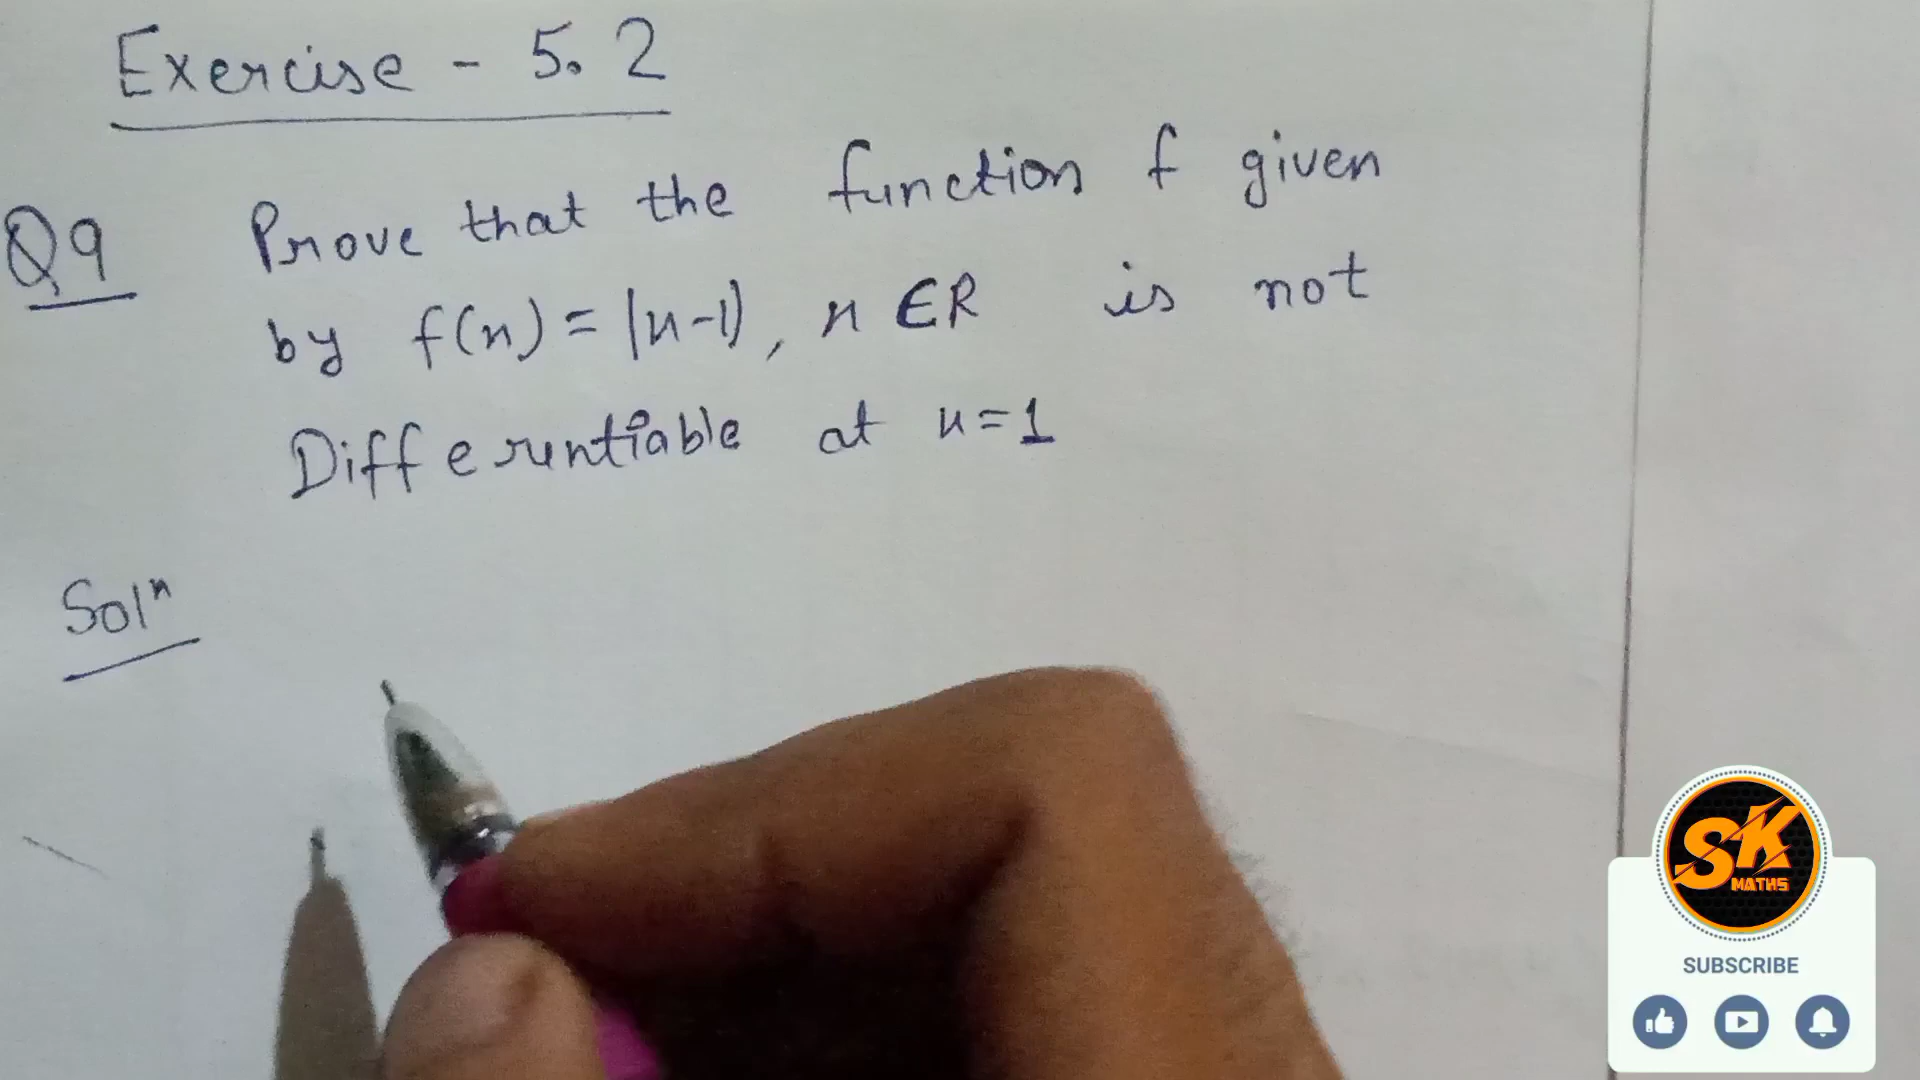 Exercise - 5.2
Q9 Prove that the function f given
by f(x) = |x-1|, x ∈ R is not
Differentiable at x=1
Solⁿ
SK
MATHS
SUBSCRIBE